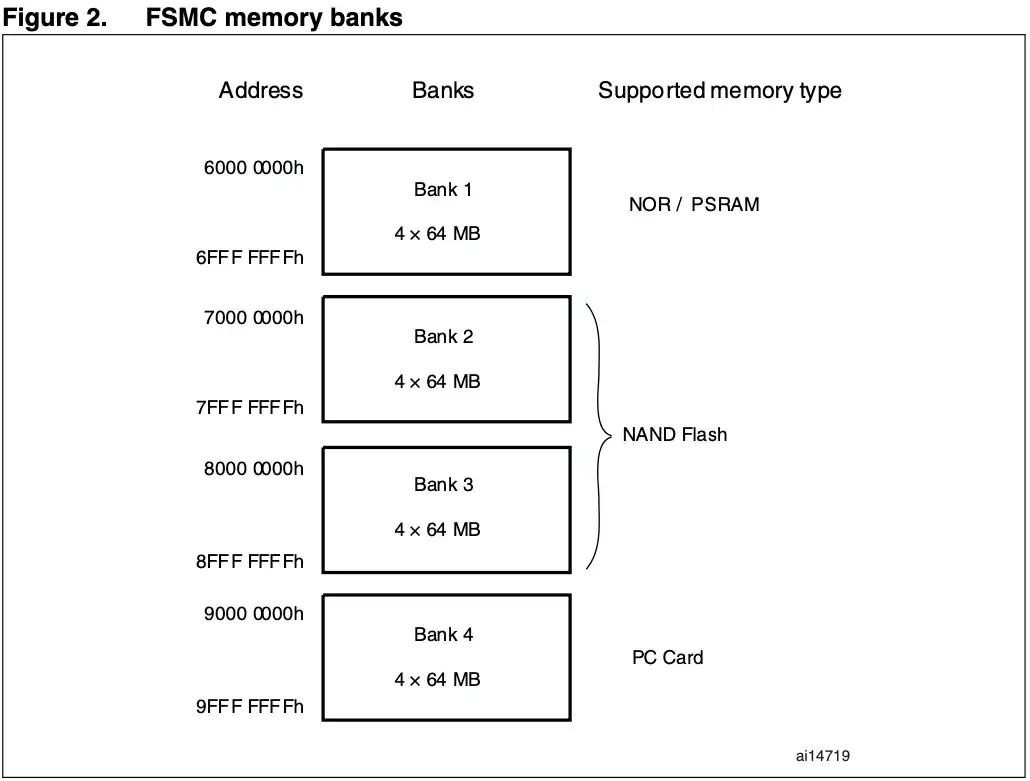 Figure 2. FSMC memory banks
Address Banks Supported memory type
6000 0000h
Bank 1
NOR / PSRAM
4 × 64 MB
6FFF FFFFh
7000 0000h
Bank 2
4 × 64 MB
7FFF FFFFh
NAND Flash
8000 0000h
Bank 3
4 × 64 MB
8FFF FFFFh
9000 0000h
Bank 4
PC Card
4 × 64 MB
9FFF FFFFh
ai14719